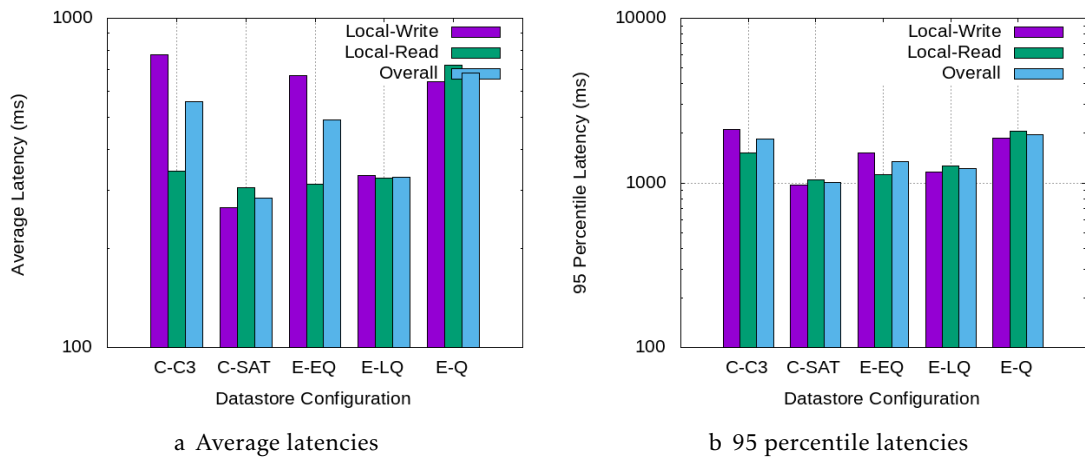 1000
Local-Write
Local-Read
Overall
Average Latency (ms)
100
C-C3 C-SAT E-EQ E-LQ E-Q
Datastore Configuration
a Average latencies
10000
Local-Write
Local-Read
Overall
95 Percentile Latency (ms)
1000
100
C-C3 C-SAT E-EQ E-LQ E-Q
Datastore Configuration
b 95 percentile latencies